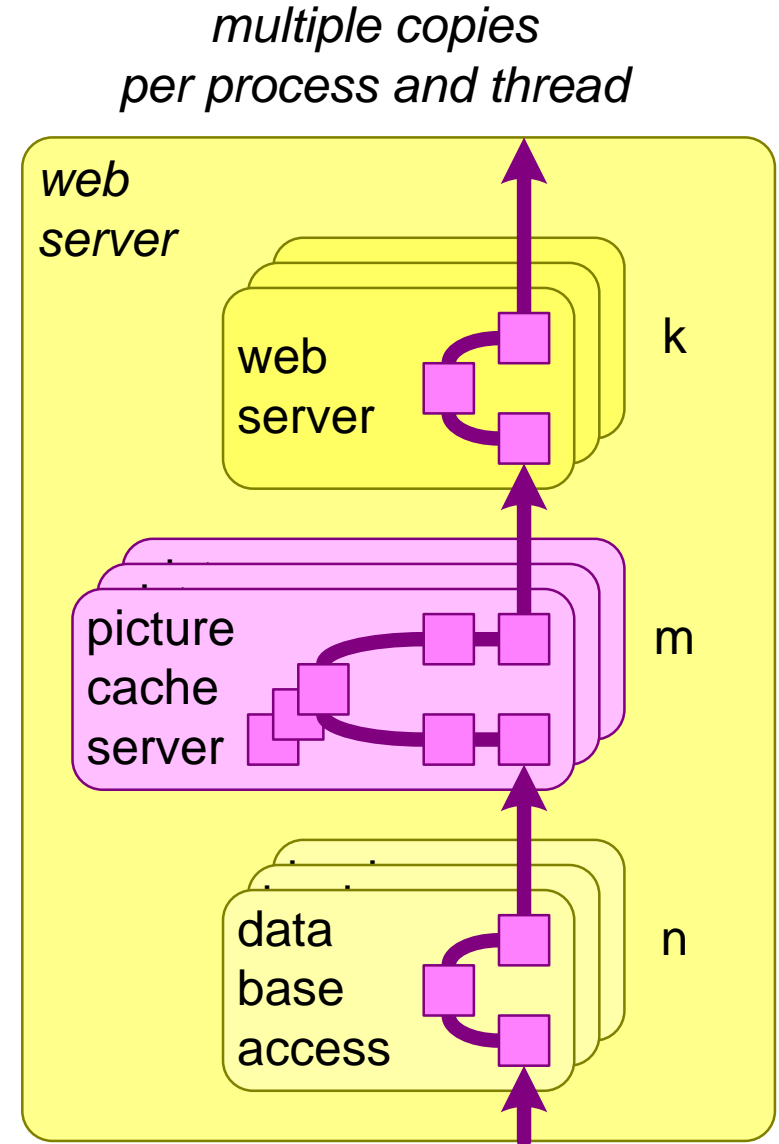 multiple copies
per process and thread
web
server
web
server
k
picture
cache
server
m
data
base
access
n